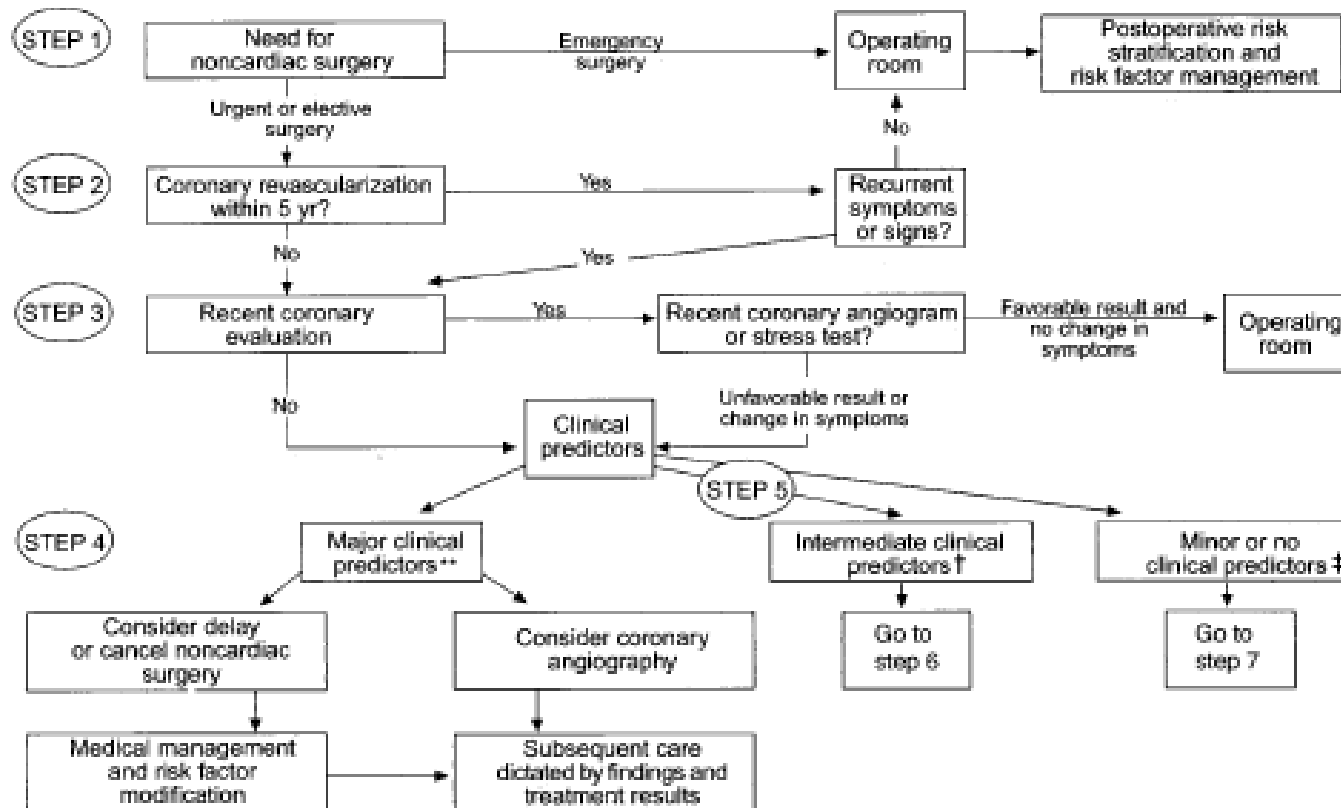 STEP 1
Need for
noncardiac surgery
Emergency
surgery
Operating
room
Postoperative risk
stratification and
risk factor management
Urgent or elective
surgery
No
STEP 2
Coronary revascularization
within 5 yr?
Yes
Recurrent
symptoms
or signs?
No
Yes
STEP 3
Recent coronary
evaluation
Yes
Recent coronary angiogram
or stress test?
Favorable result and
no change in
symptoms
Operating
room
No
Unfavorable result or
change in symptoms
Clinical
predictors
STEP 5
STEP 4
Major clinical
predictors**
Intermediate clinical
predictors†
Minor or no
clinical predictors‡
Consider delay
or cancel noncardiac
surgery
Consider coronary
angiography
Go to
step 6
Go to
step 7
Medical management
and risk factor
modification
Subsequent care
dictated by findings and
treatment results